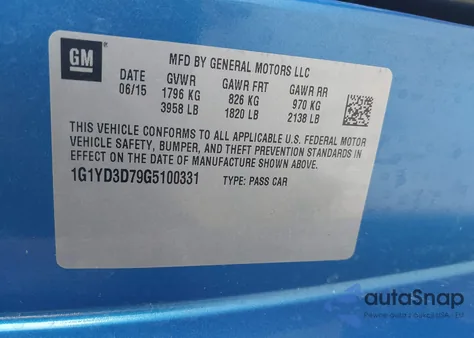 GM
MFD BY GENERAL MOTORS LLC
DATE GVWR GAWR FRT GAWR RR
06/15 1796 KG 826 KG 970 KG
3958 LB 1820 LB 2138 LB
THIS VEHICLE CONFORMS TO ALL APPLICABLE U.S. FEDERAL MOTOR
VEHICLE SAFETY, BUMPER, AND THEFT PREVENTION STANDARDS IN
EFFECT ON THE DATE OF MANUFACTURE SHOWN ABOVE.
1G1YD3D79G5100331 TYPE: PASS CAR
autoSnap